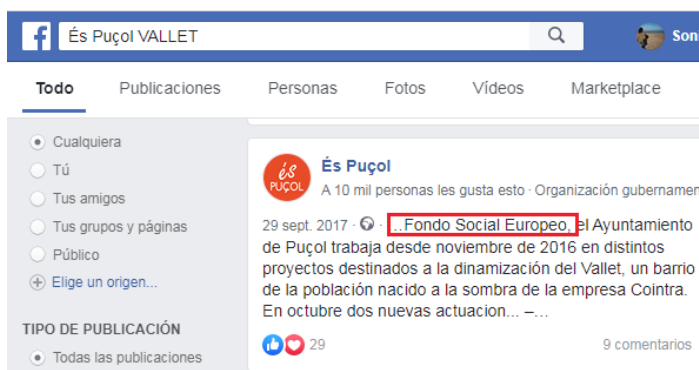 És Puçol VALLET
Son
Todo Publicaciones Personas Fotos Vídeos Marketplace
Cualquiera
Tú
Tus amigos
Tus grupos y páginas
Público
Elige un origen...
TIPO DE PUBLICACIÓN
Todas las publicaciones
és
PUÇOL
És Puçol
A 10 mil personas les gusta esto · Organización gubernamen
29 sept. 2017 · ...Fondo Social Europeo, el Ayuntamiento
de Puçol trabaja desde noviembre de 2016 en distintos
proyectos destinados a la dinamización del Vallet, un barrio
de la población nacido a la sombra de la empresa Cointra.
En octubre dos nuevas actuacion... –...
29 9 comentarios